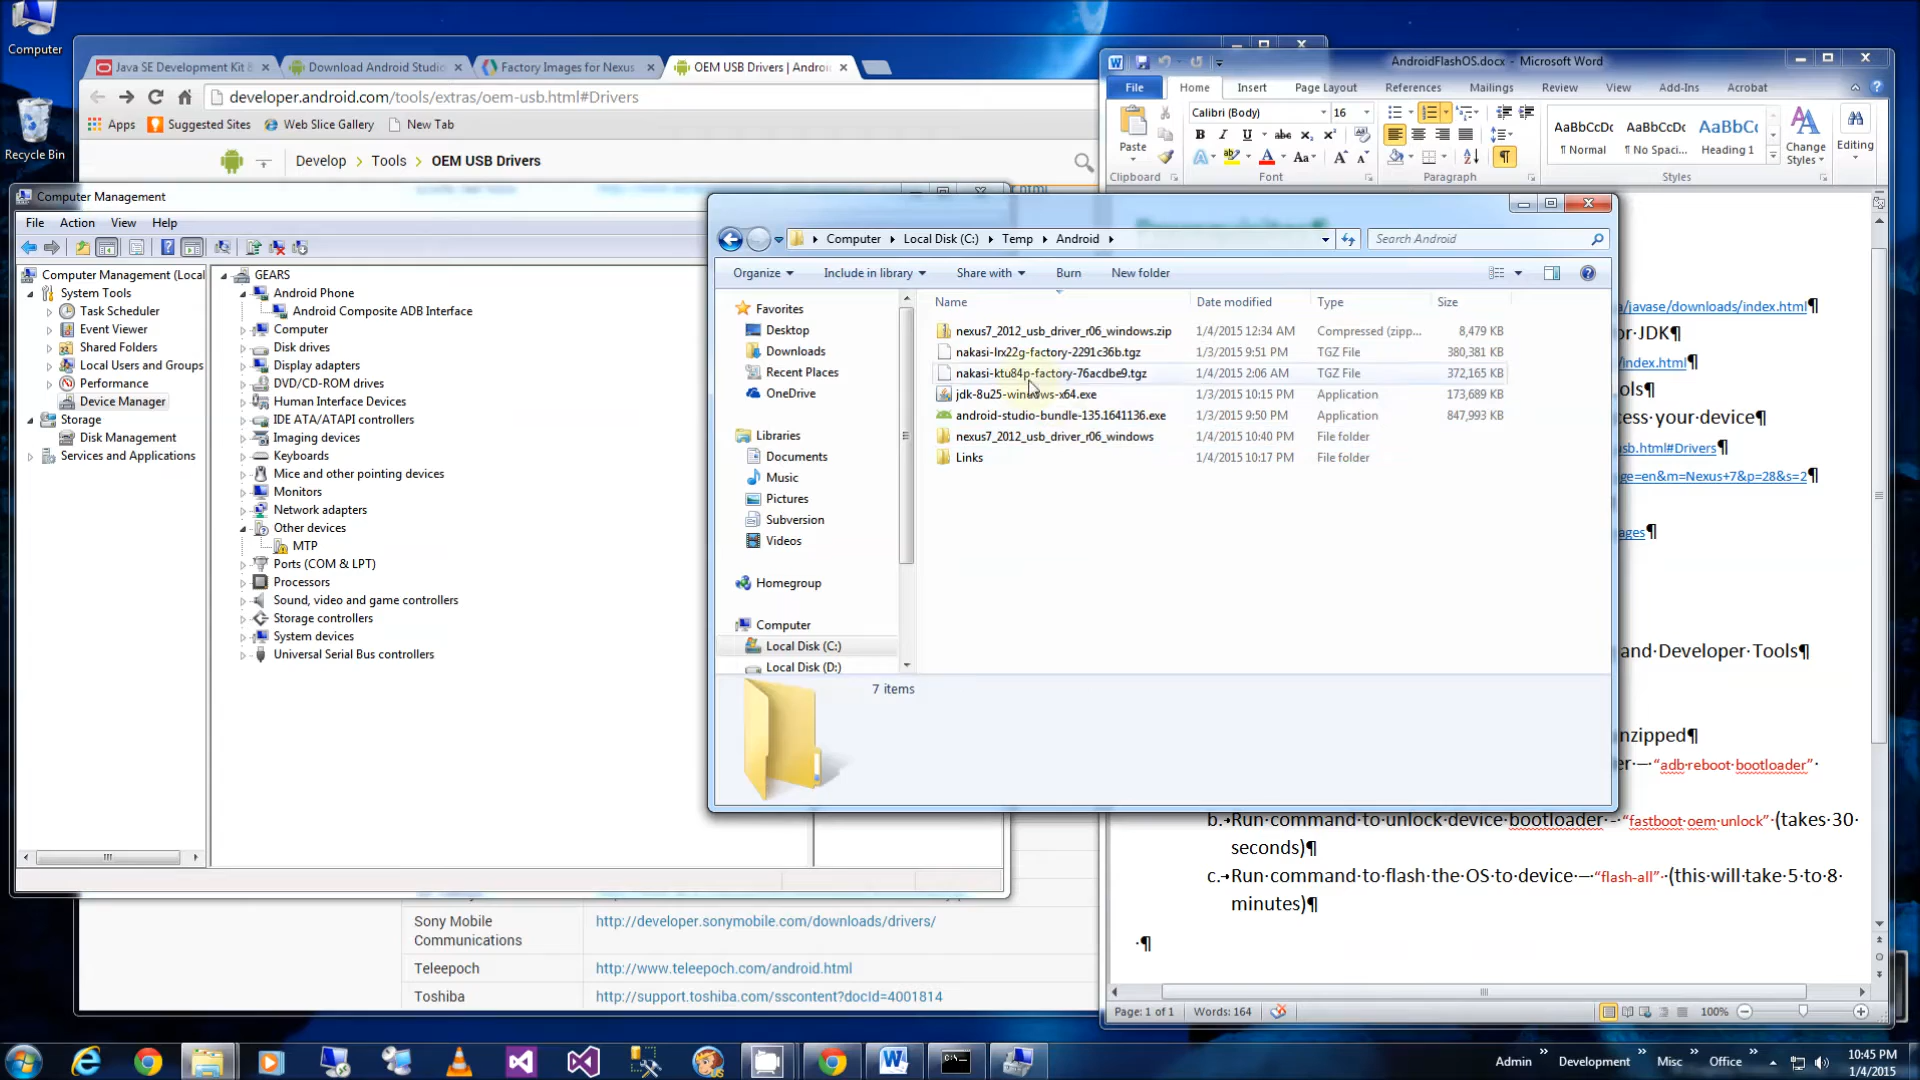 Computer
Recycle Bin
Java SE Development Kit 8
Download Android Studio
Factory Images for Nexus
OEM USB Drivers | Androi
developer.android.com/tools/extras/oem-usb.html#Drivers
Apps
Suggested Sites
Web Slice Gallery
New Tab
Develop > Tools > OEM USB Drivers
AndroidFlashOS.docx - Microsoft Word
File
Home
Insert
Page Layout
References
Mailings
Review
View
Add-Ins
Acrobat
Calibri (Body)
16
Paste
Clipboard
Font
Paragraph
AaBbCcDc
¶ Normal
AaBbCcDc
¶ No Spaci...
AaBbCc
Heading 1
Change Styles
Styles
Editing
Computer Management
File
Action
View
Help
Computer Management (Local
System Tools
Task Scheduler
Event Viewer
Shared Folders
Local Users and Groups
Performance
Device Manager
Storage
Disk Management
Services and Applications
GEARS
Android Phone
Android Composite ADB Interface
Computer
Disk drives
Display adapters
DVD/CD-ROM drives
Human Interface Devices
IDE ATA/ATAPI controllers
Imaging devices
Keyboards
Mice and other pointing devices
Monitors
Network adapters
Other devices
MTP
Ports (COM & LPT)
Processors
Sound, video and game controllers
Storage controllers
System devices
Universal Serial Bus controllers
Computer
Local Disk (C:)
Temp
Android
Search Android
Organize
Include in library
Share with
Burn
New folder
Favorites
Desktop
Downloads
Recent Places
OneDrive
Libraries
Documents
Music
Pictures
Subversion
Videos
Homegroup
Computer
Local Disk (C:)
Local Disk (D:)
Name Date modified Type Size
nexus7_2012_usb_driver_r06_windows.zip 1/4/2015 12:34 AM Compressed (zipp... 8,479 KB
nakasi-lrx22g-factory-2291c36b.tgz 1/3/2015 9:51 PM TGZ File 380,381 KB
nakasi-ktu84p-factory-76acdbe9.tgz 1/4/2015 2:06 AM TGZ File 372,165 KB
jdk-8u25-windows-x64.exe 1/3/2015 10:15 PM Application 173,689 KB
android-studio-bundle-135.1641136.exe 1/3/2015 9:50 PM Application 847,993 KB
nexus7_2012_usb_driver_r06_windows 1/4/2015 10:40 PM File folder
Links 1/4/2015 10:17 PM File folder
7 items
a/javase/downloads/index.html¶
or·JDK¶
/index.html¶
ols¶
cess·your·device¶
sb.html#Drivers¶
ge=en&m=Nexus+7&p=28&s=2¶
ages¶
and·Developer·Tools¶
nzipped¶
er·–·“adb·reboot·bootloader”·
b.→Run·command·to·unlock·device·bootloader·-·“fastboot·oem·unlock”·(takes·30·
seconds)¶
c.→Run·command·to·flash·the·OS·to·device·–·“flash-all”·(this·will·take·5·to·8·
minutes)¶
·¶
Page: 1 of 1
Words: 164
100%
Sony Mobile Communications
http://developer.sonymobile.com/downloads/drivers/
Teleepoch
http://www.teleepoch.com/android.html
Toshiba
http://support.toshiba.com/sscontent?docId=4001814
Admin
Development
Misc
Office
10:45 PM
1/4/2015